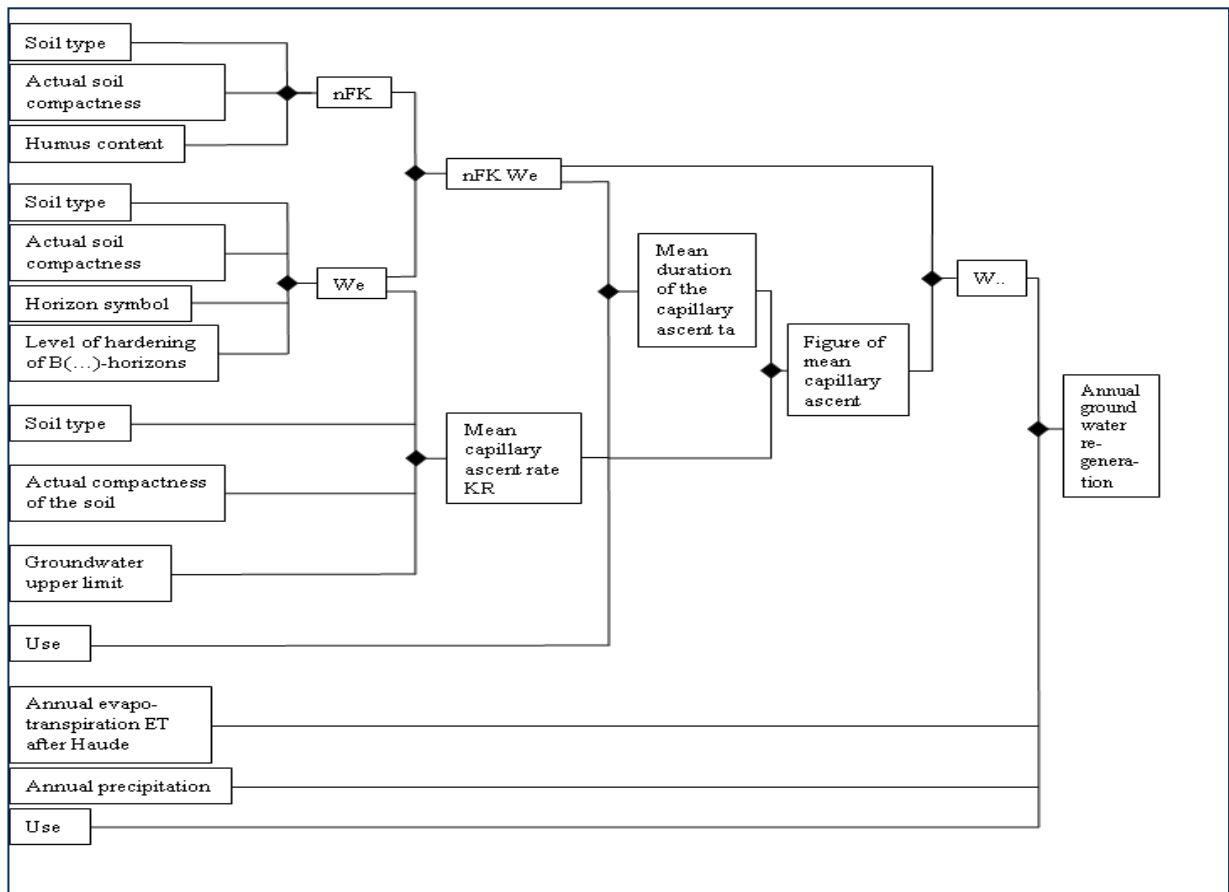 Soil type
Actual soil
compactness
Humus content
nFK
Soil type
Actual soil
compactness
Horizon symbol
Level of hardening
of B(...)-horizons
We
nFK We
Soil type
Actual compactness
of the soil
Groundwater
upper limit
Mean
capillary
ascent rate
KR
Use
Mean
duration
of the
capillary
ascent ta
Figure of
mean
capillary
ascent
W..
Annual evapo-
transpiration ET
after Haude
Annual precipitation
Use
Annual
ground
water
re-
genera-
tion